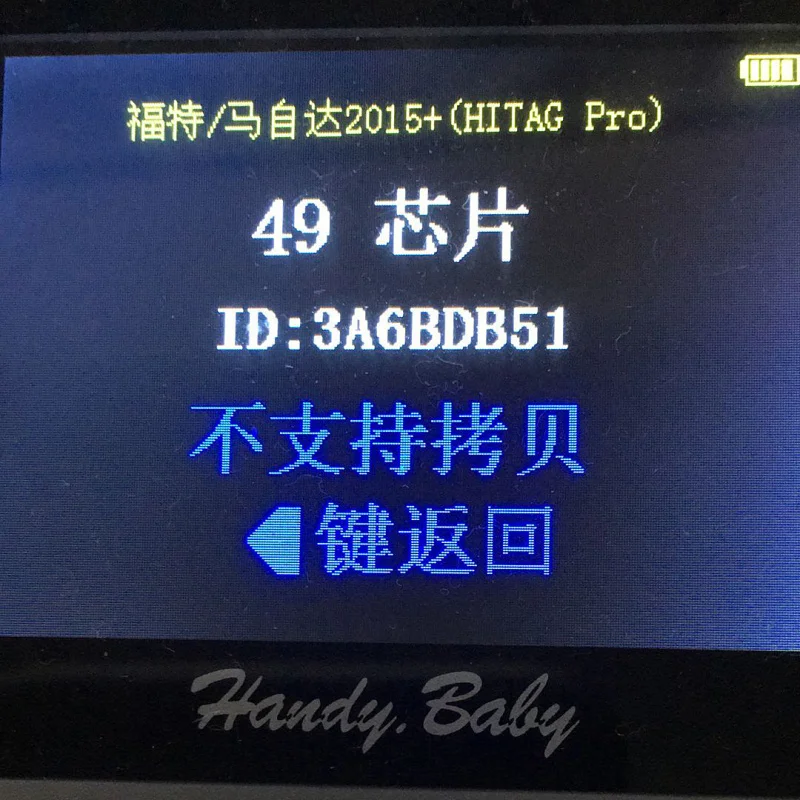 福特/马自达2015+(HITAG Pro)
49 芯片
ID:3A6BDB51
不支持拷贝
键返回
Handy.Baby